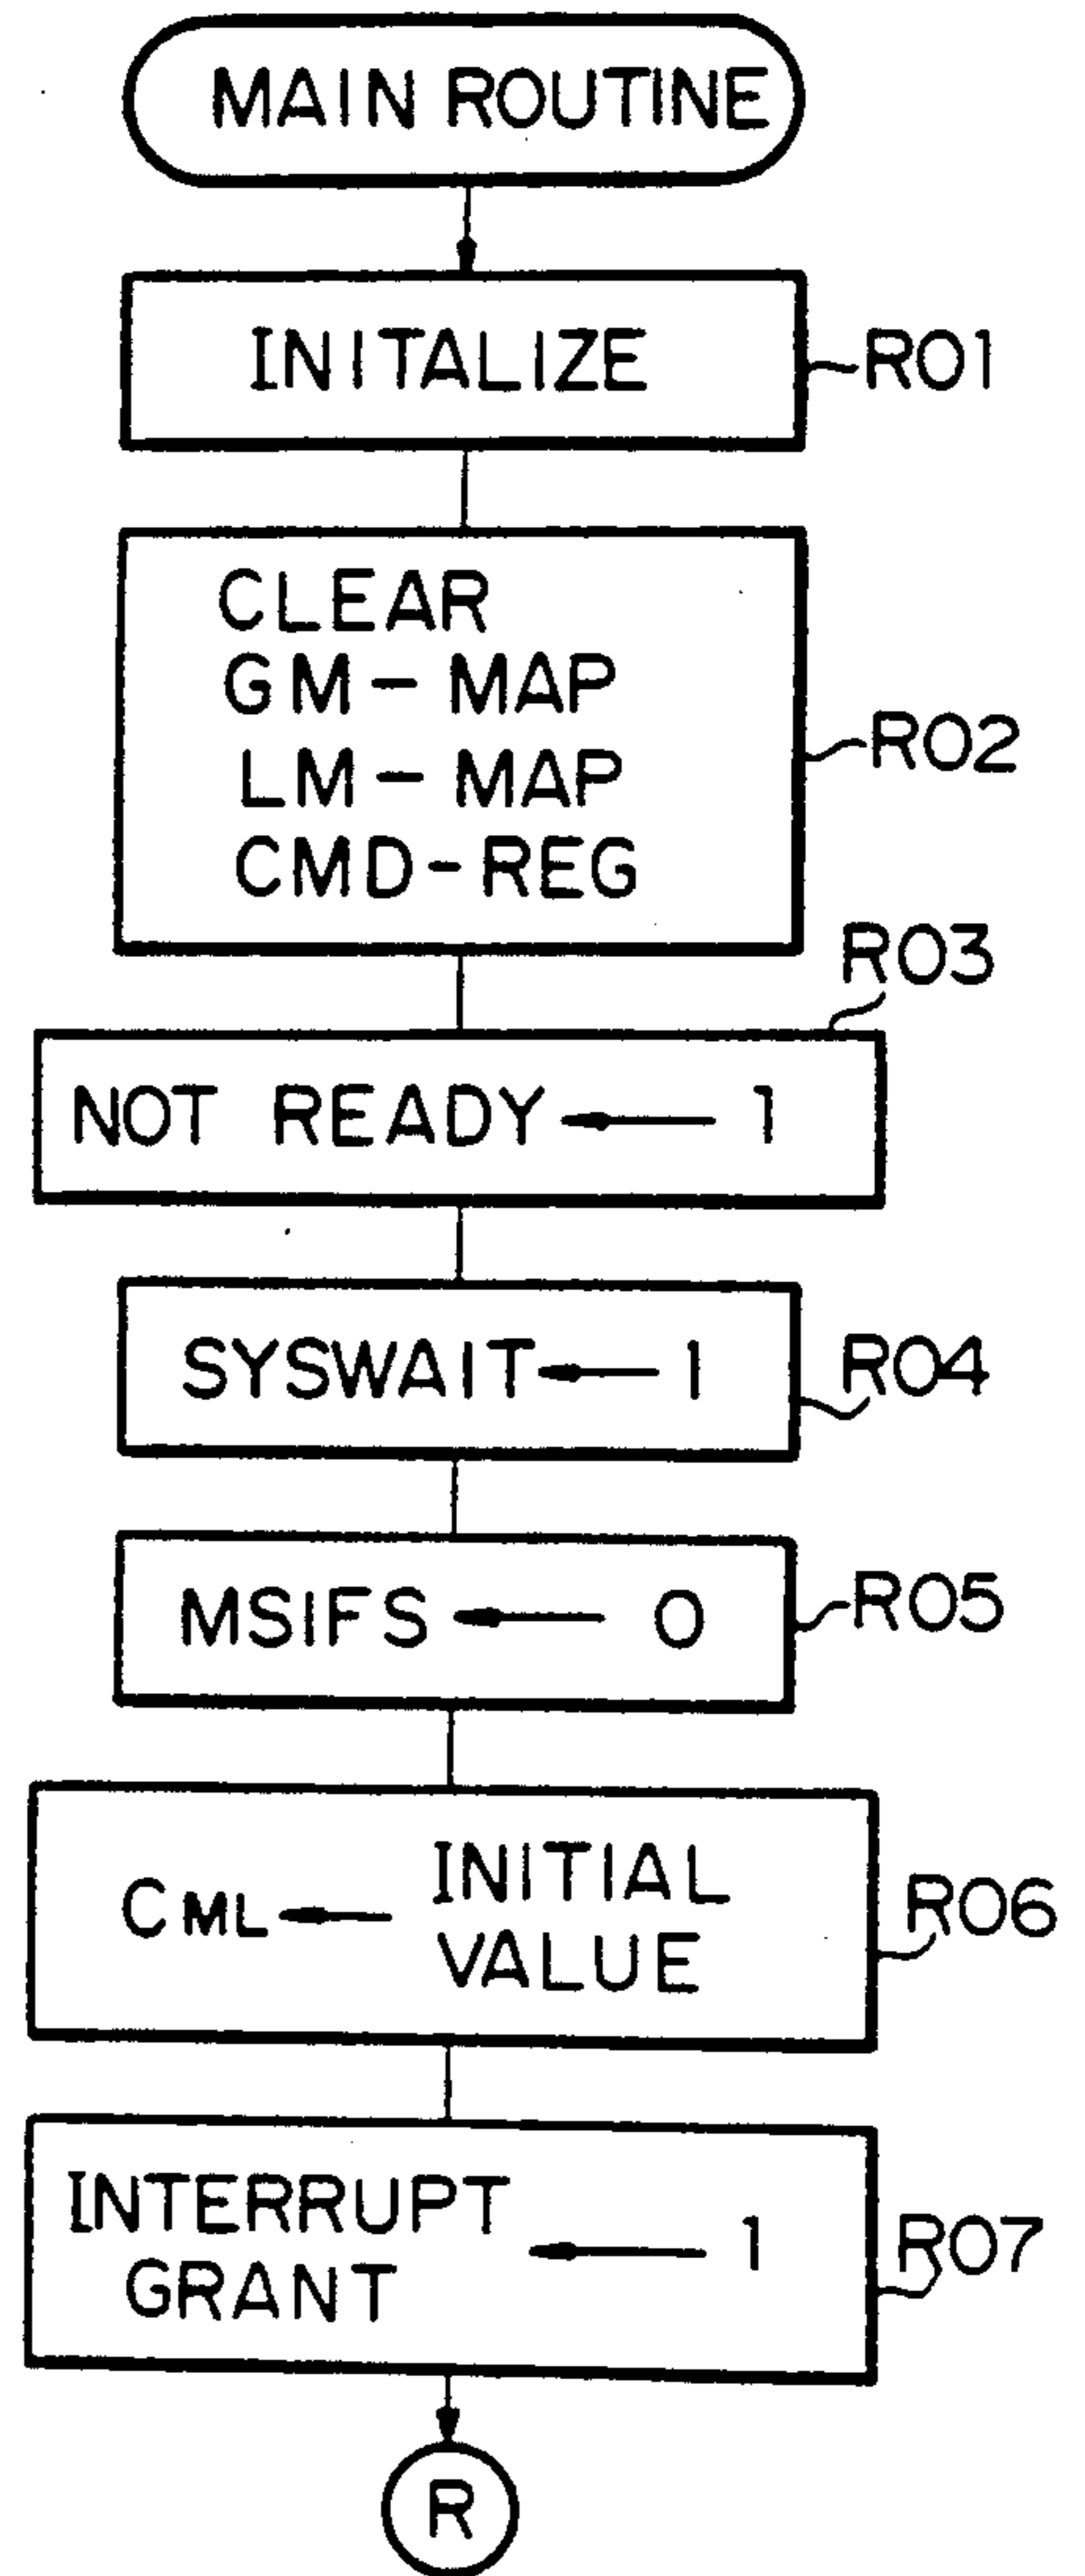 MAIN ROUTINE
INITALIZE
R01
CLEAR
GM-MAP
LM-MAP
CMD-REG
R02
R03
NOT READY ← 1
SYSWAIT ← 1
R04
MSIFS ← 0
R05
CML ← INITIAL
VALUE
R06
INTERRUPT
GRANT ← 1
R07
R